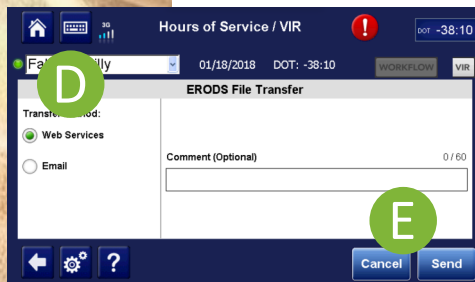 3G
Hours of Service / VIR
!
DOT -38:10
01/18/2018 DOT: -38:10
WORKFLOW
VIR
D
ERODS File Transfer
Web Services
Email
Comment (Optional)
0 / 60
E
?
Cancel
Send